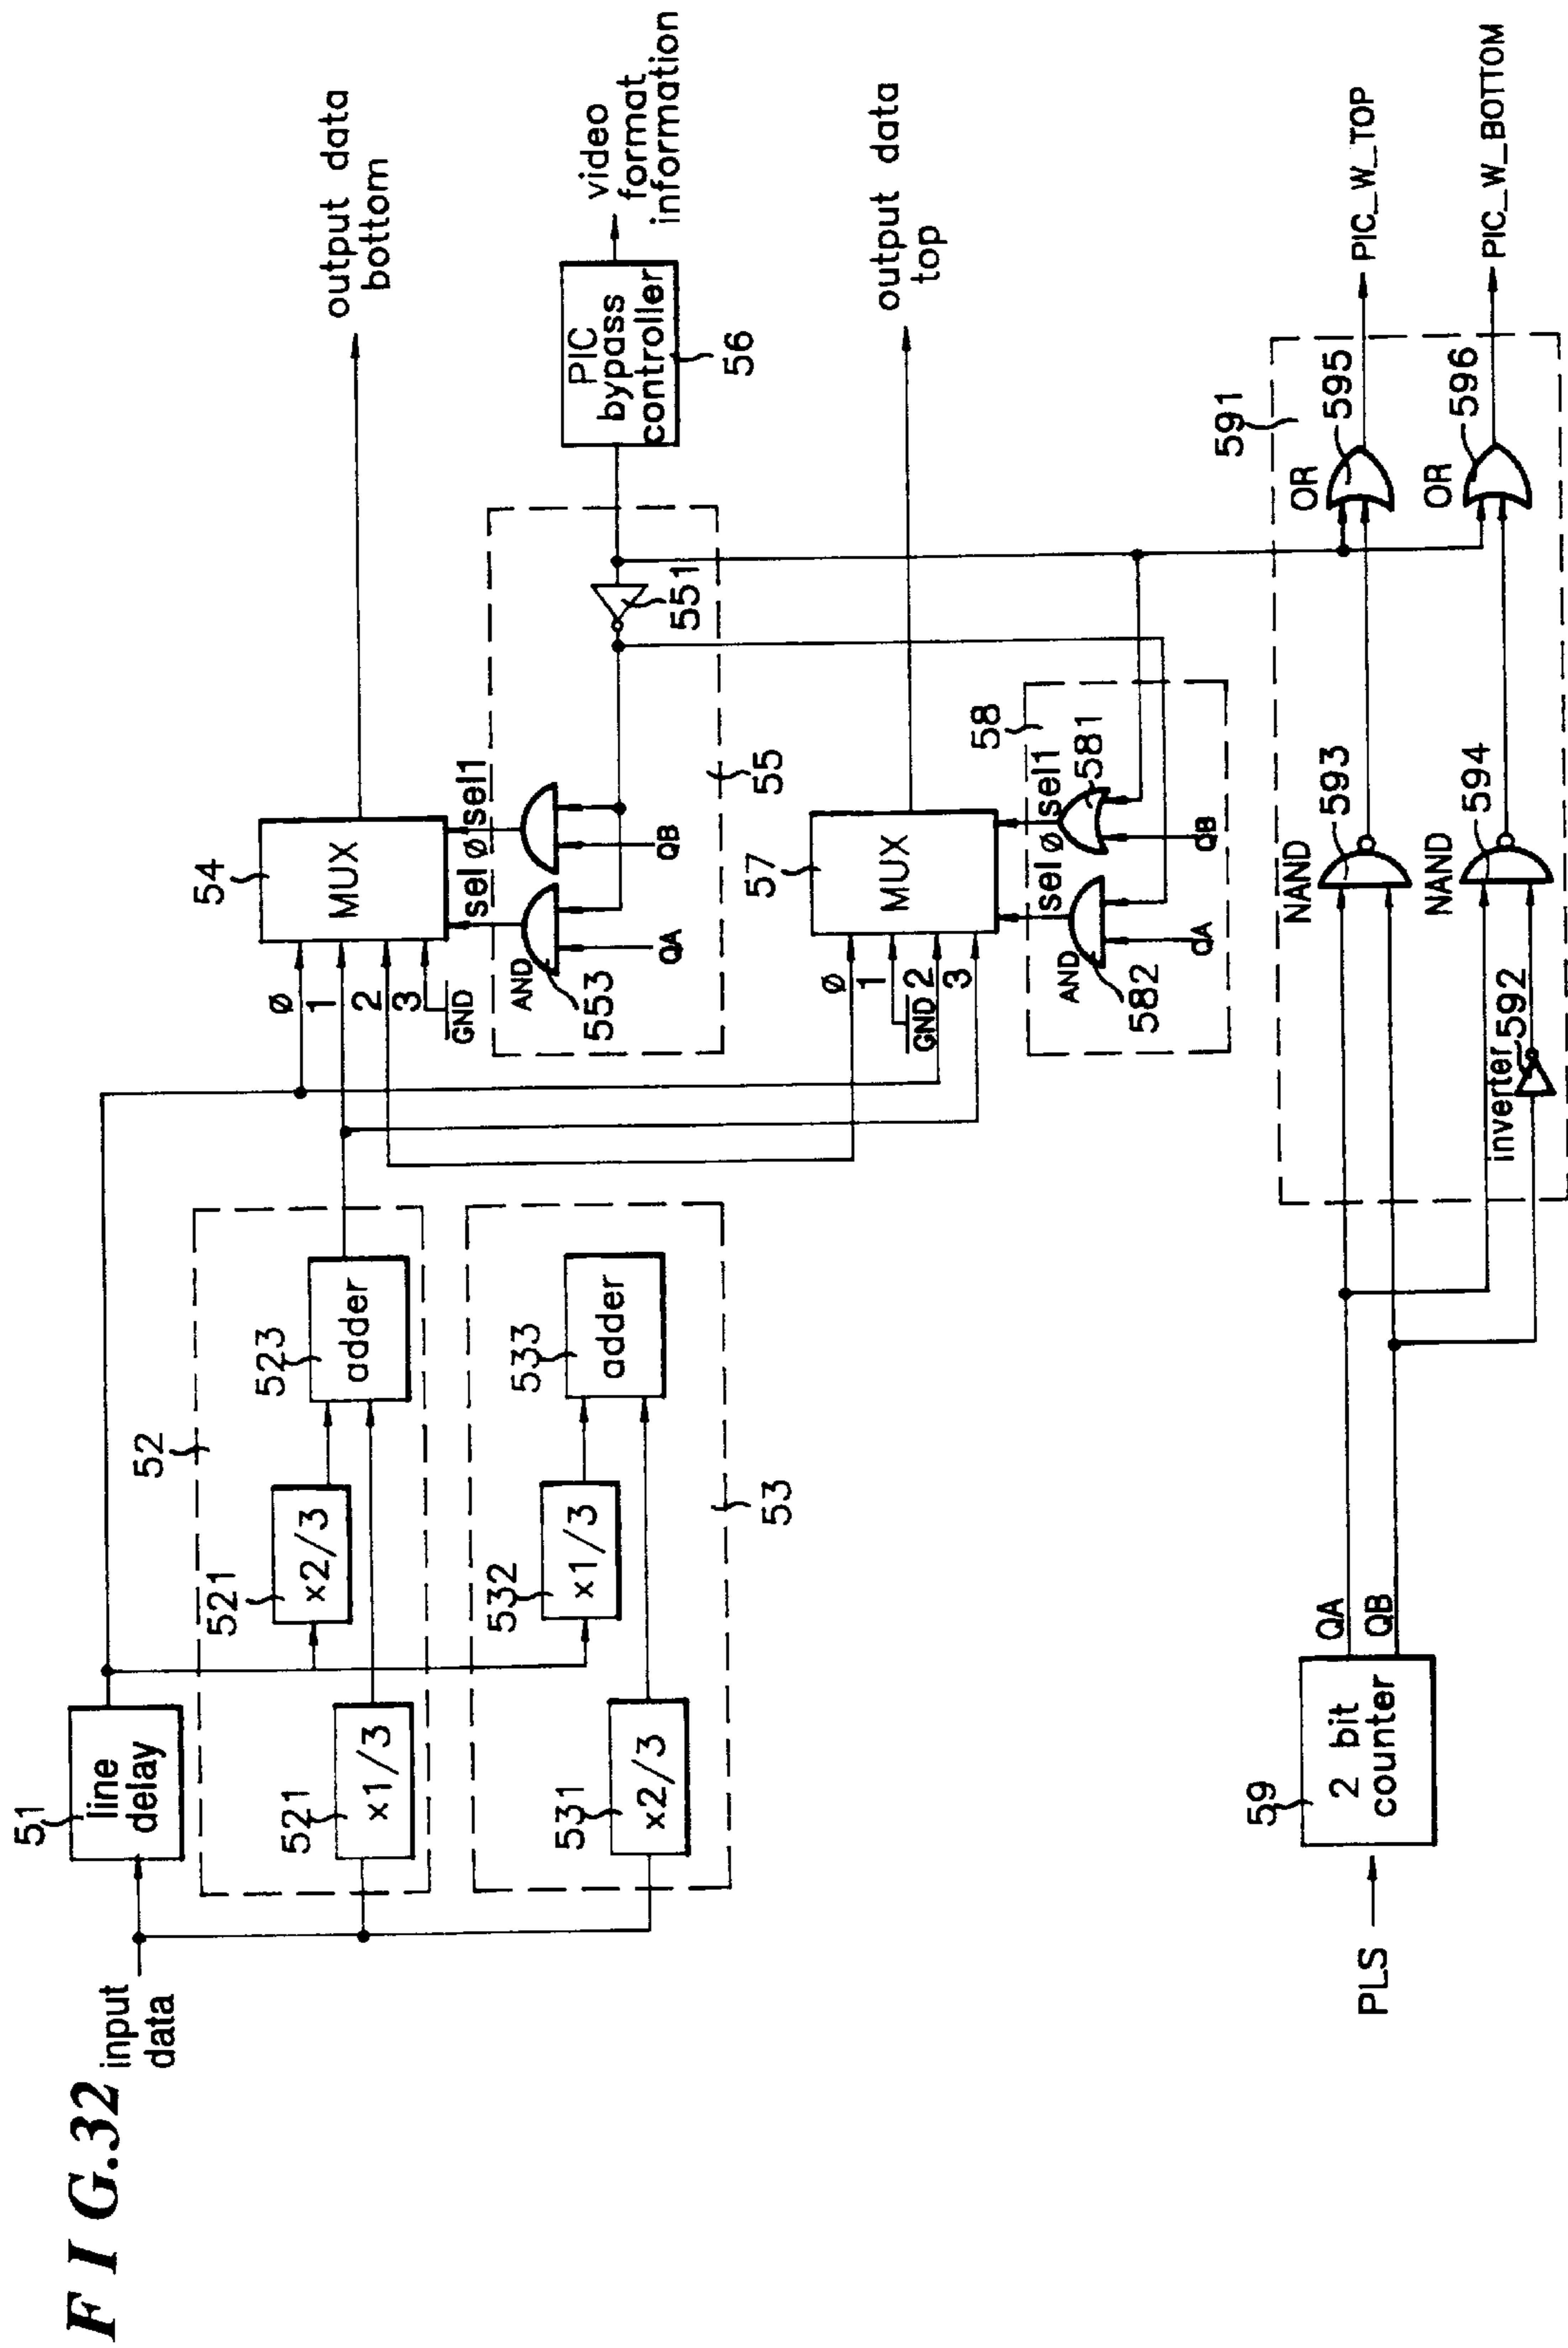 FIG.32
input
data
51
line
delay
52
521
x2/3
523
adder
521
x1/3
532
x1/3
533
adder
531
x2/3
53
54
MUX
ø
1
2
3
GND
sel ø
sel1
AND
553
QA
QB
551
55
output data
bottom
PIC
bypass
controller
56
video
format
information
57
MUX
ø
1
GND
2
3
sel ø
sel1
58
581
AND
582
QA
QB
output data
top
PLS
59
2 bit
counter
QA
QB
591
inverter
592
NAND
593
NAND
594
OR
595
OR
596
PIC_W_TOP
PIC_W_BOTTOM